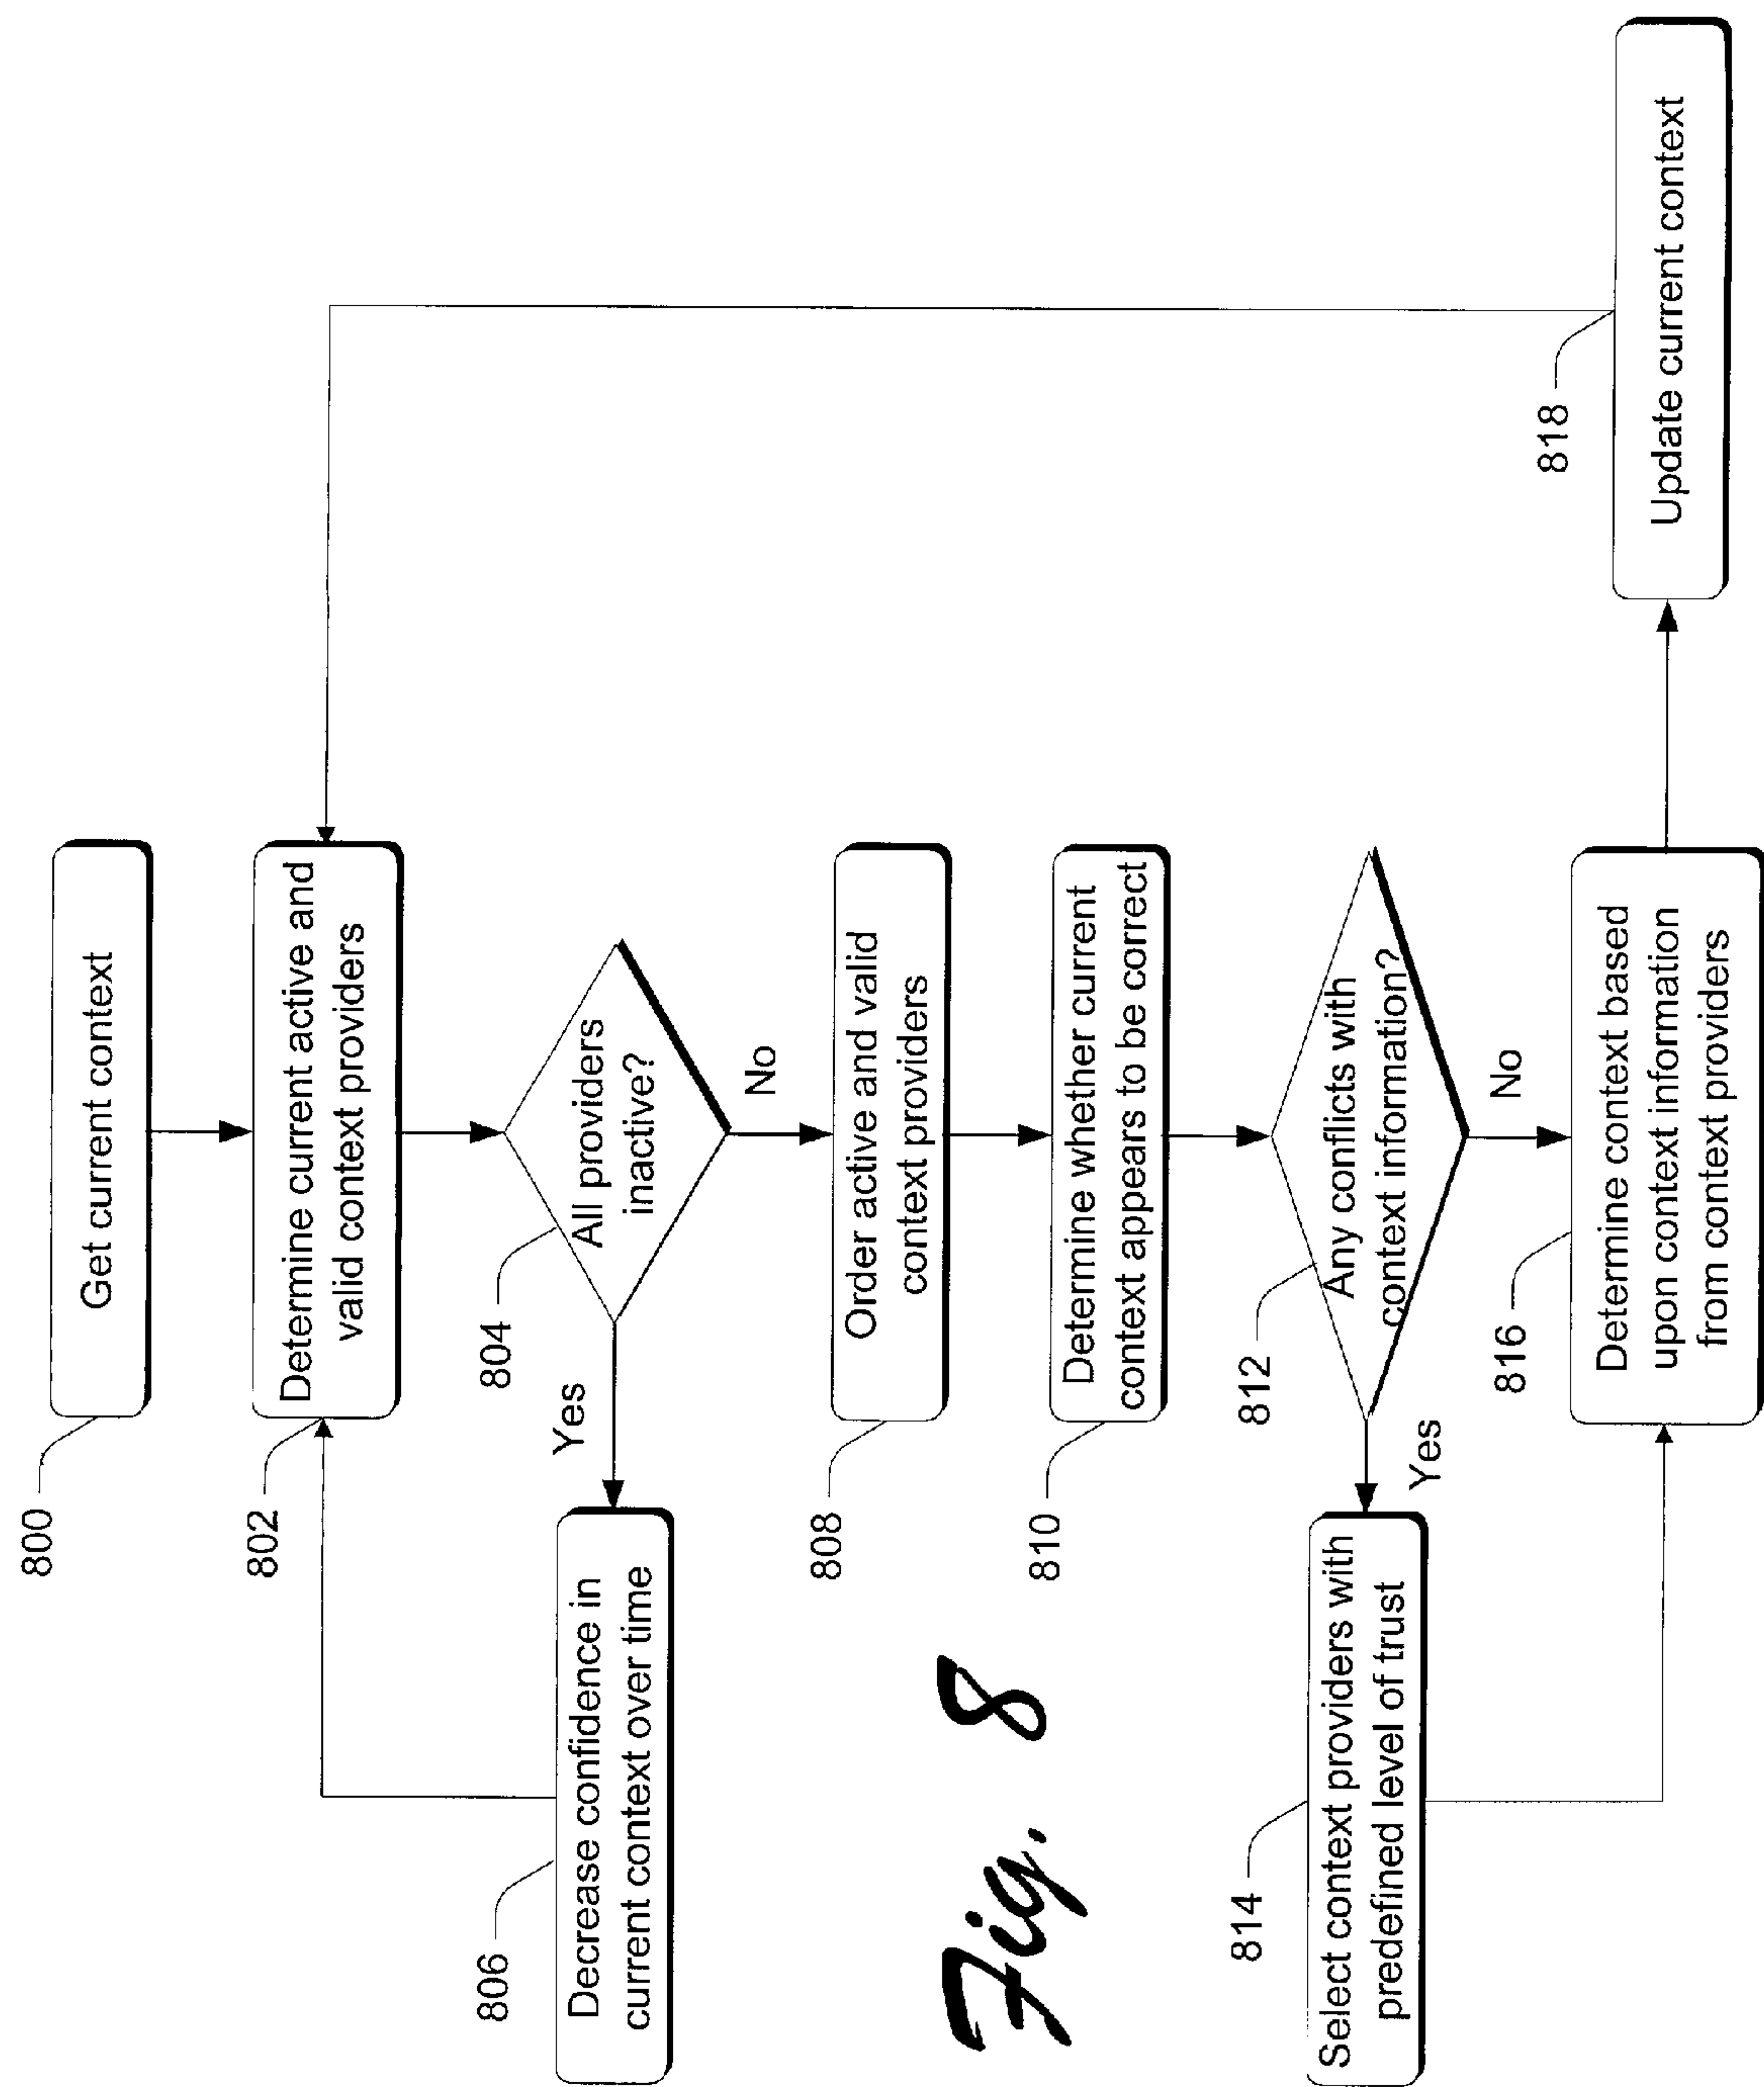 800
Get current context
802
Determine current active and
valid context providers
804
All providers
inactive?
Yes
No
806
Decrease confidence in
current context over time
808
Order active and valid
context providers
810
Determine whether current
context appears to be correct
812
Any conflicts with
context information?
Yes
No
814
Select context providers with
predefined level of trust
816
Determine context based
upon context information
from context providers
818
Update current context
Fig. 8